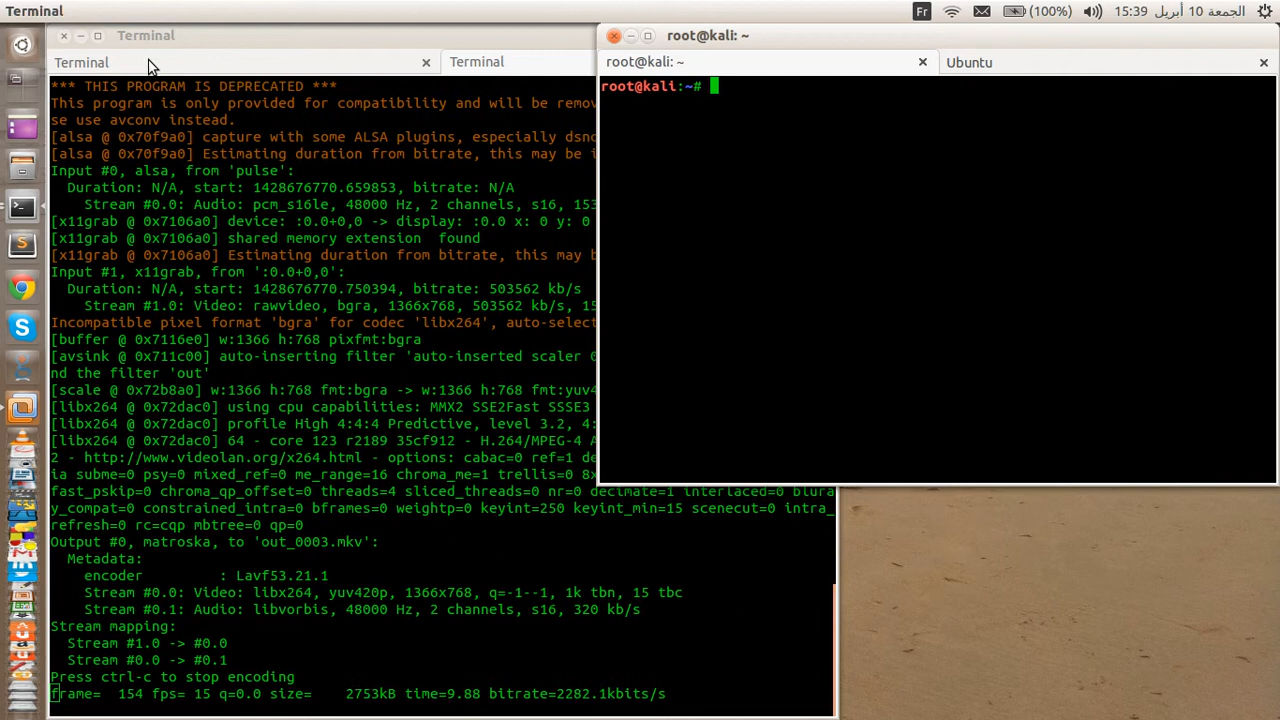 Terminal
Fr
(100%)
15:39 الجمعة 10 أبريل
Terminal
Terminal
Terminal
*** THIS PROGRAM IS DEPRECATED ***
This program is only provided for compatibility and will be remov
se use avconv instead.
[alsa @ 0x70f9a0] capture with some ALSA plugins, especially dsno
[alsa @ 0x70f9a0] Estimating duration from bitrate, this may be i
Input #0, alsa, from 'pulse':
Duration: N/A, start: 1428676770.659853, bitrate: N/A
Stream #0.0: Audio: pcm_s16le, 48000 Hz, 2 channels, s16, 153
[x11grab @ 0x7106a0] device: :0.0+0,0 -> display: :0.0 x: 0 y: 0
[x11grab @ 0x7106a0] shared memory extension  found
[x11grab @ 0x7106a0] Estimating duration from bitrate, this may b
Input #1, x11grab, from ':0.0+0,0':
Duration: N/A, start: 1428676770.750394, bitrate: 503562 kb/s
Stream #1.0: Video: rawvideo, bgra, 1366x768, 503562 kb/s, 15
Incompatible pixel format 'bgra' for codec 'libx264', auto-select
[buffer @ 0x7116e0] w:1366 h:768 pixfmt:bgra
[avsink @ 0x711c00] auto-inserting filter 'auto-inserted scaler 0
nd the filter 'out'
[scale @ 0x72b8a0] w:1366 h:768 fmt:bgra -> w:1366 h:768 fmt:yuv4
[libx264 @ 0x72dac0] using cpu capabilities: MMX2 SSE2Fast SSSE3
[libx264 @ 0x72dac0] profile High 4:4:4 Predictive, level 3.2, 4:
[libx264 @ 0x72dac0] 64 - core 123 r2189 35cf912 - H.264/MPEG-4 A
2 - http://www.videolan.org/x264.html - options: cabac=0 ref=1 de
ia subme=0 psy=0 mixed_ref=0 me_range=16 chroma_me=1 trellis=0 8x
fast_pskip=0 chroma_qp_offset=0 threads=4 sliced_threads=0 nr=0 decimate=1 interlaced=0 blura
y_compat=0 constrained_intra=0 bframes=0 weightp=0 keyint=250 keyint_min=15 scenecut=0 intra_
refresh=0 rc=cqp mbtree=0 qp=0
Output #0, matroska, to 'out_0003.mkv':
Metadata:
encoder         : Lavf53.21.1
Stream #0.0: Video: libx264, yuv420p, 1366x768, q=-1--1, 1k tbn, 15 tbc
Stream #0.1: Audio: libvorbis, 48000 Hz, 2 channels, s16, 320 kb/s
Stream mapping:
Stream #1.0 -> #0.0
Stream #0.0 -> #0.1
Press ctrl-c to stop encoding
frame=  154 fps= 15 q=0.0 size=    2753kB time=9.88 bitrate=2282.1kbits/s
root@kali: ~
root@kali: ~
Ubuntu
root@kali:~#